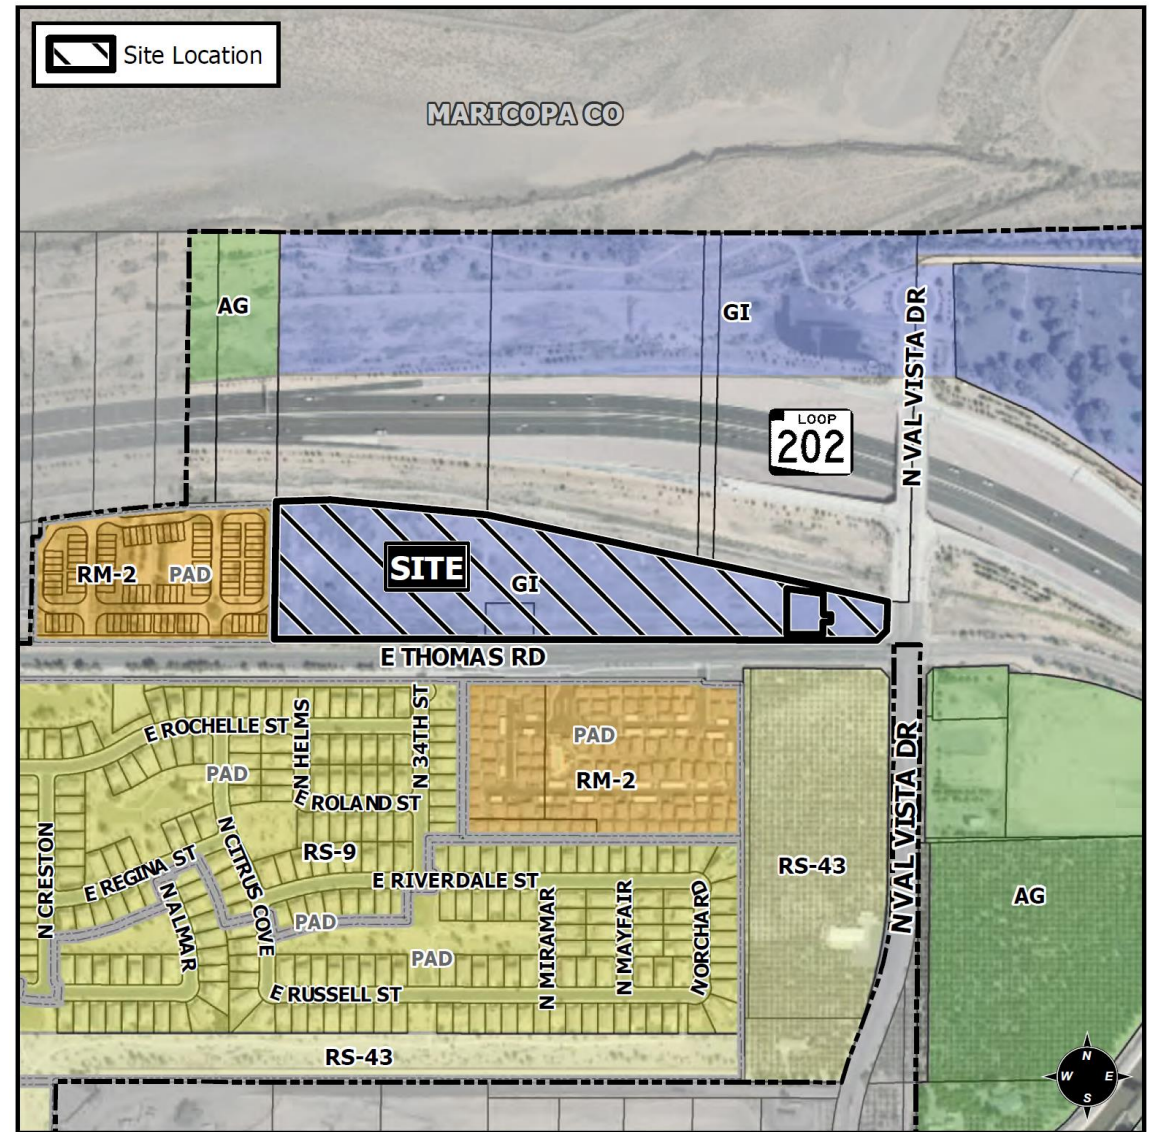 Site Location
MARICOPA CO
AG
GI
N VAL VISTA DR
LOOP
202
SITE
GI
RM-2
PAD
E THOMAS RD
E ROCHELLE ST
N HELMS
N 34TH ST
PAD
RM-2
PAD
E ROLAND ST
N VAL VISTA DR
N CRESTON
E REGINA ST
N CITRUS COVE
RS-9
RS-43
E RIVERDALE ST
AG
N ALMAR
PAD
N MIRAMAR
N MAYFAIR
N ORCHARD
PAD
E RUSSELL ST
RS-43
N
W
E
S